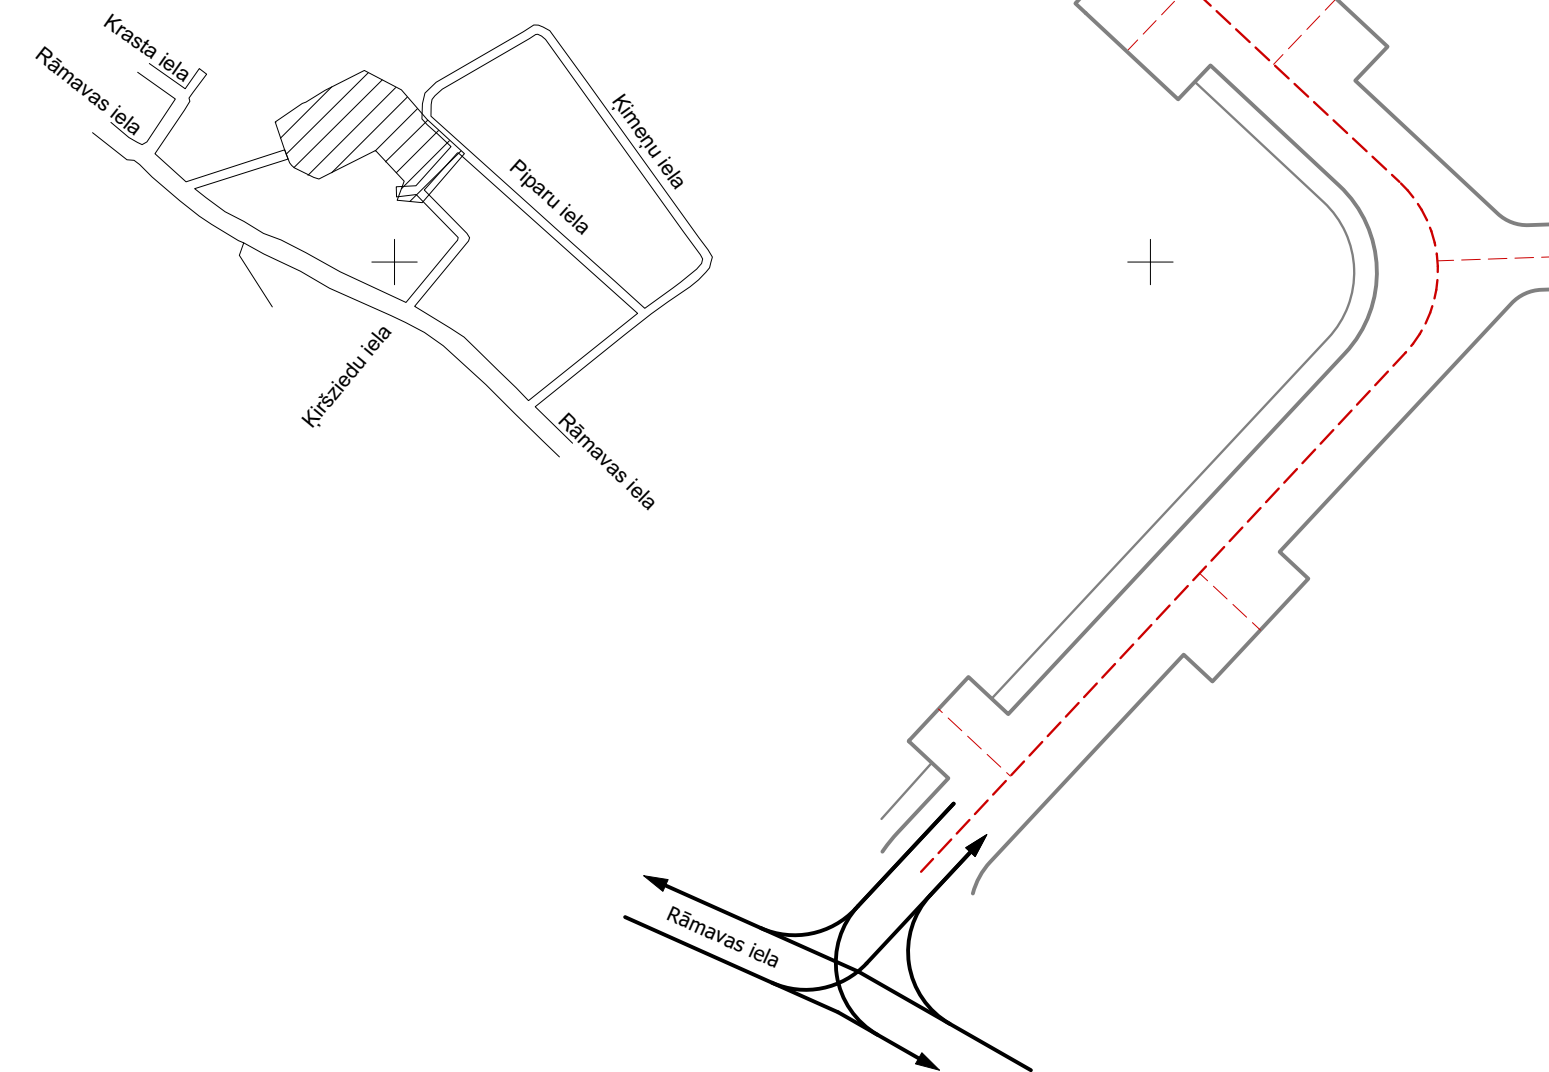 Krasta iela
Rāmavas iela
Ķimeņu iela
Piparu iela
Ķiršziedu iela
Rāmavas iela
Rāmavas iela